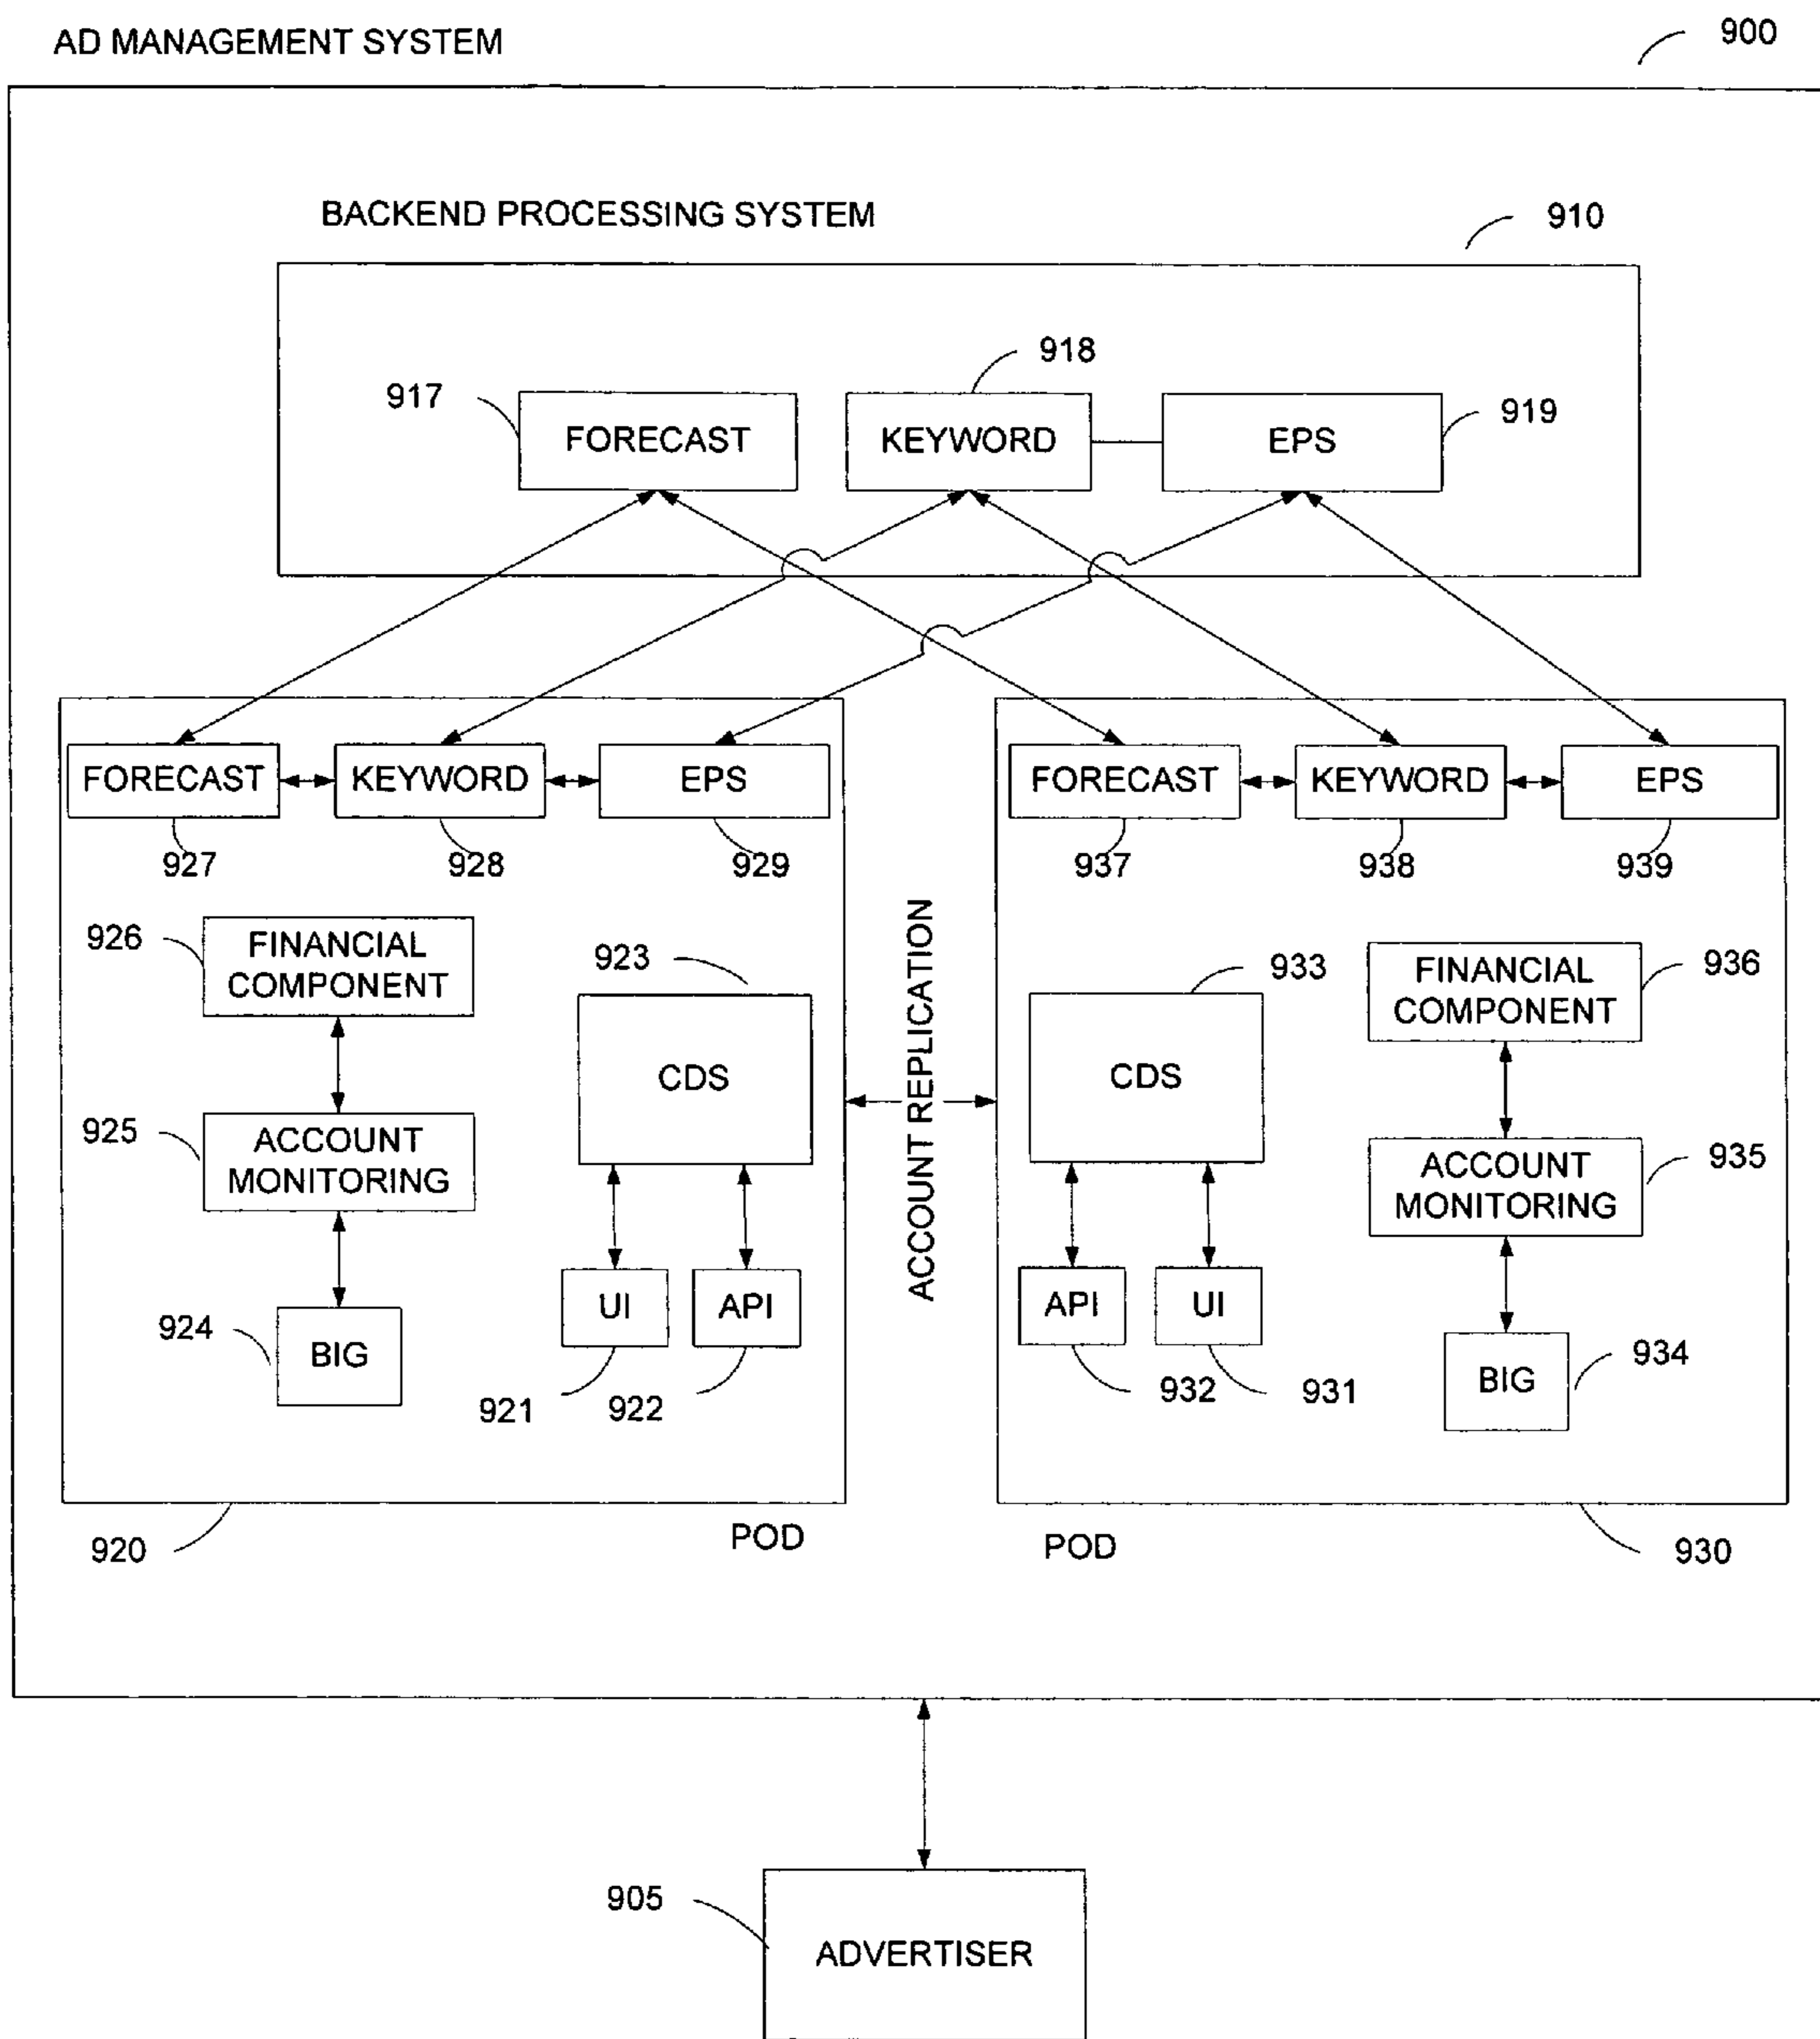 AD MANAGEMENT SYSTEM
900
BACKEND PROCESSING SYSTEM
910
917
FORECAST
918
KEYWORD
919
EPS
FORECAST
KEYWORD
EPS
927
928
929
FORECAST
KEYWORD
EPS
937
938
939
926
FINANCIAL
COMPONENT
923
CDS
925
ACCOUNT
MONITORING
924
BIG
UI
API
921
922
ACCOUNT REPLICATION
933
CDS
936
FINANCIAL
COMPONENT
935
ACCOUNT
MONITORING
API
UI
932
931
934
BIG
920
POD
POD
930
905
ADVERTISER